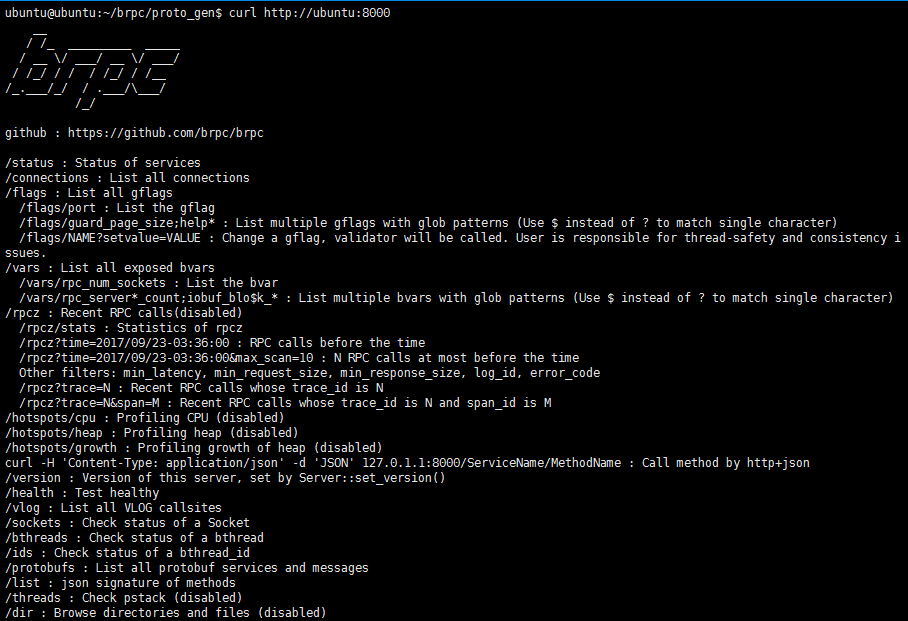 ubuntu@ubuntu:~/brpc/proto_gen$ curl http://ubuntu:8000
    __
   / /_  _________  _____
  / __ \/ ___/ __ \/ ___/
 / /_/ / /  / /_/ / /__
/_.___/_/  / .___/\___/
          /_/
github : https://github.com/brpc/brpc
/status : Status of services
/connections : List all connections
/flags : List all gflags
  /flags/port : List the gflag
  /flags/guard_page_size;help* : List multiple gflags with glob patterns (Use $ instead of ? to match single character)
  /flags/NAME?setvalue=VALUE : Change a gflag, validator will be called. User is responsible for thread-safety and consistency i
ssues.
/vars : List all exposed bvars
  /vars/rpc_num_sockets : List the bvar
  /vars/rpc_server*_count;iobuf_blo$k_* : List multiple bvars with glob patterns (Use $ instead of ? to match single character)
/rpcz : Recent RPC calls(disabled)
  /rpcz/stats : Statistics of rpcz
  /rpcz?time=2017/09/23-03:36:00 : RPC calls before the time
  /rpcz?time=2017/09/23-03:36:00&max_scan=10 : N RPC calls at most before the time
  Other filters: min_latency, min_request_size, min_response_size, log_id, error_code
  /rpcz?trace=N : Recent RPC calls whose trace_id is N
  /rpcz?trace=N&span=M : Recent RPC calls whose trace_id is N and span_id is M
/hotspots/cpu : Profiling CPU (disabled)
/hotspots/heap : Profiling heap (disabled)
/hotspots/growth : Profiling growth of heap (disabled)
curl -H 'Content-Type: application/json' -d 'JSON' 127.0.1.1:8000/ServiceName/MethodName : Call method by http+json
/version : Version of this server, set by Server::set_version()
/health : Test healthy
/vlog : List all VLOG callsites
/sockets : Check status of a Socket
/bthreads : Check status of a bthread
/ids : Check status of a bthread_id
/protobufs : List all protobuf services and messages
/list : json signature of methods
/threads : Check pstack (disabled)
/dir : Browse directories and files (disabled)